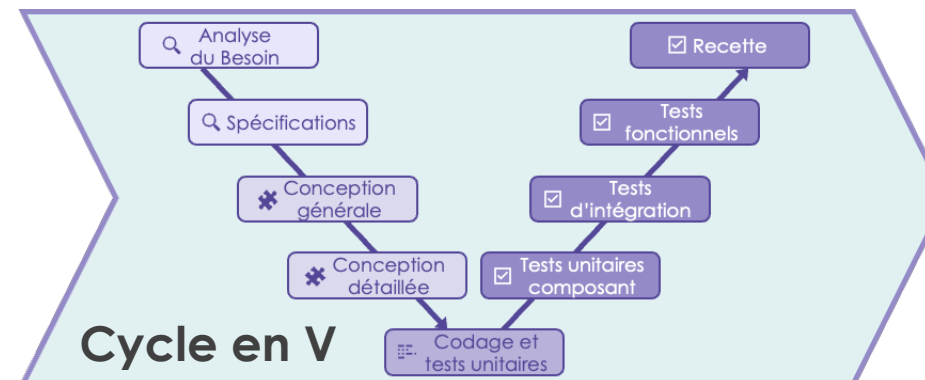 Analyse
du Besoin
Recette
Spécifications
Tests
fonctionnels
Conception
générale
Tests
d'intégration
Conception
détaillée
Tests unitaires
composant
Cycle en V
Codage et
tests unitaires